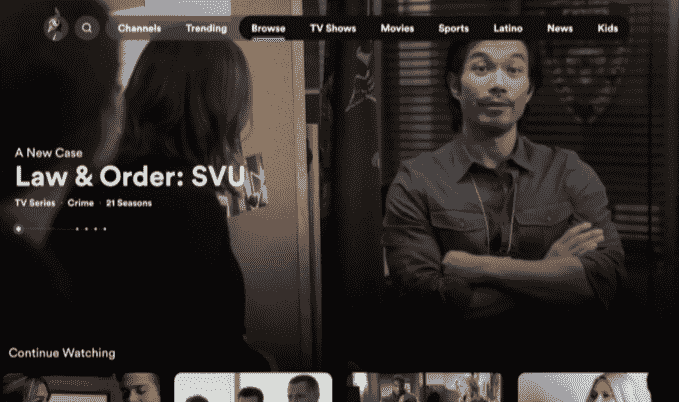 Channels Trending Browse TV Shows Movies Sports Latino News Kids
A New Case
Law & Order: SVU
TV Series · Crime · 21 Seasons
Continue Watching